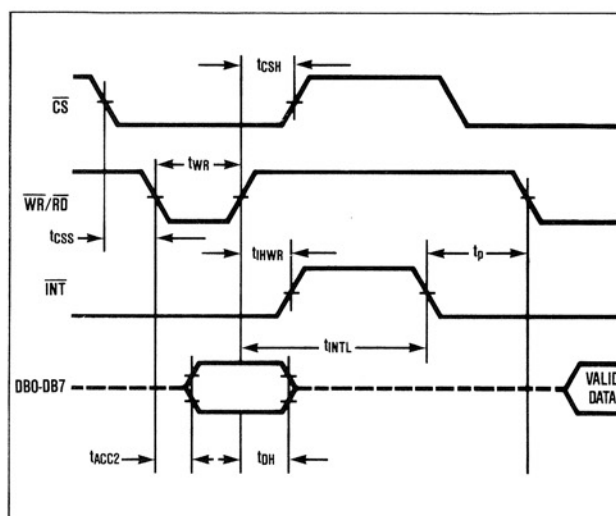 tCSH
CS
tWR
WR/RD
tCSS
tIHWR
tp
INT
tINTL
DB0-DB7
VALID
DATA
tACC2
tDH